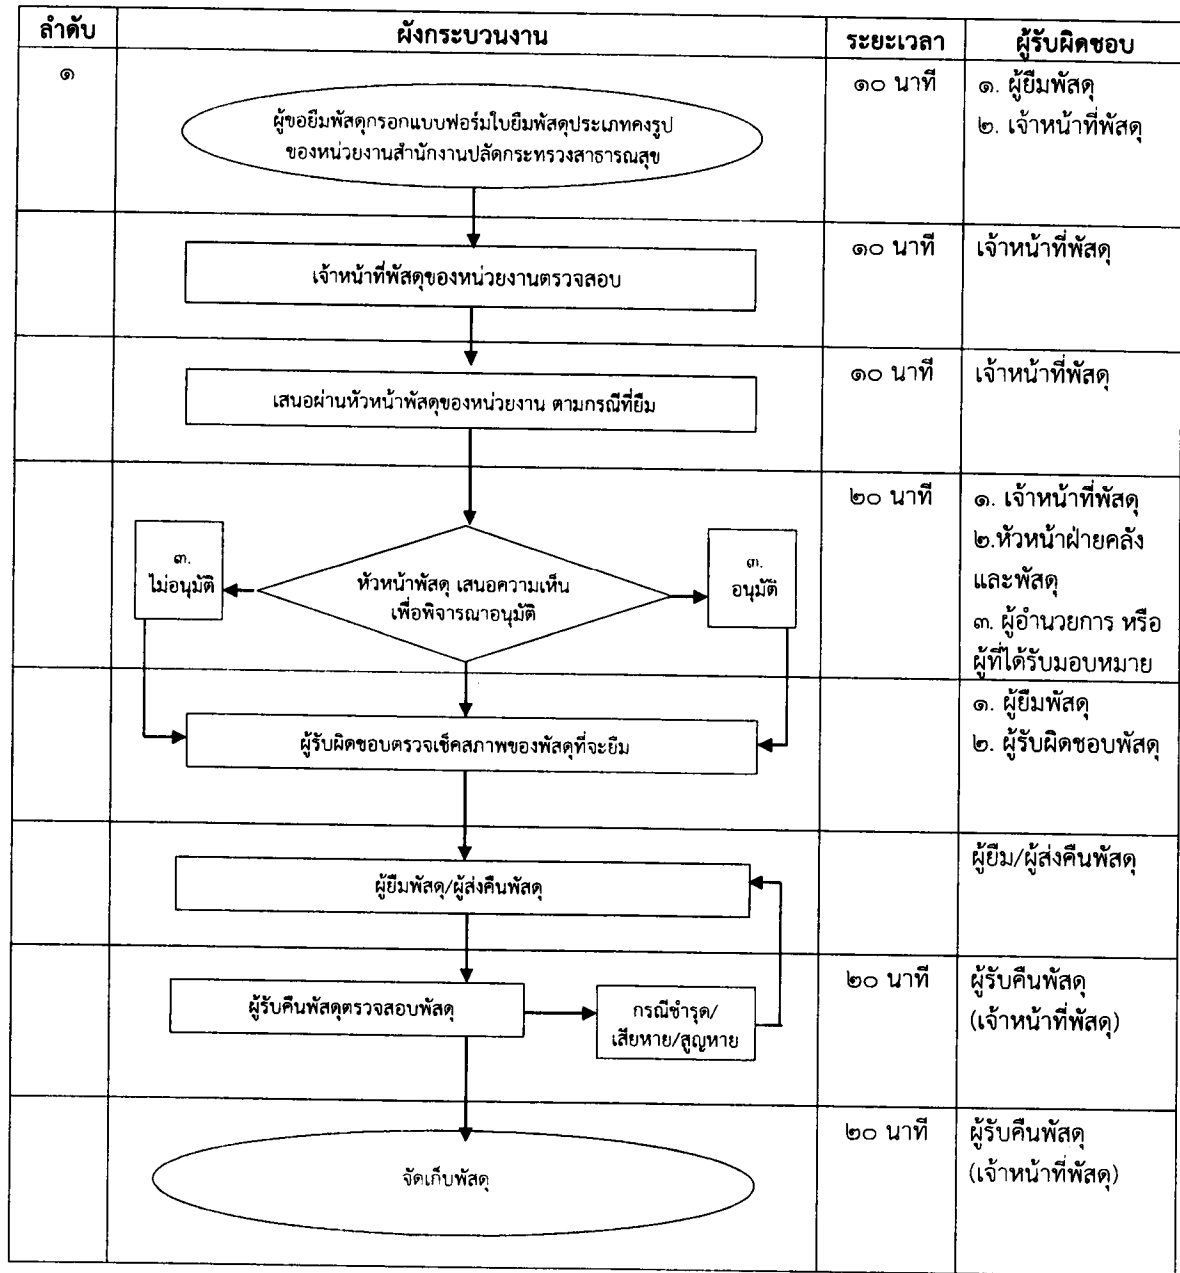 ลำดับ ผังกระบวนงาน ระยะเวลา ผู้รับผิดชอบ
๑
ผู้ขอยืมพัสดุกรอกแบบฟอร์มใบยืมพัสดุประเภทคงรูป
ของหน่วยงานสำนักงานปลัดกระทรวงสาธารณสุข
๑๐ นาที
๑. ผู้ยืมพัสดุ
๒. เจ้าหน้าที่พัสดุ
เจ้าหน้าที่พัสดุของหน่วยงานตรวจสอบ
๑๐ นาที
เจ้าหน้าที่พัสดุ
เสนอผ่านหัวหน้าพัสดุของหน่วยงาน ตามกรณีที่ยืม
๑๐ นาที
เจ้าหน้าที่พัสดุ
๓.
ไม่อนุมัติ
หัวหน้าพัสดุ เสนอความเห็น
เพื่อพิจารณาอนุมัติ
๓.
อนุมัติ
๒๐ นาที
๑. เจ้าหน้าที่พัสดุ
๒.หัวหน้าฝ่ายคลัง
และพัสดุ
๓. ผู้อำนวยการ หรือ
ผู้ที่ได้รับมอบหมาย
ผู้รับผิดชอบตรวจเช็คสภาพของพัสดุที่จะยืม
๑. ผู้ยืมพัสดุ
๒. ผู้รับผิดชอบพัสดุ
ผู้ยืมพัสดุ/ผู้ส่งคืนพัสดุ
ผู้ยืม/ผู้ส่งคืนพัสดุ
ผู้รับคืนพัสดุตรวจสอบพัสดุ
กรณีชำรุด/
เสียหาย/สูญหาย
๒๐ นาที
ผู้รับคืนพัสดุ
(เจ้าหน้าที่พัสดุ)
จัดเก็บพัสดุ
๒๐ นาที
ผู้รับคืนพัสดุ
(เจ้าหน้าที่พัสดุ)